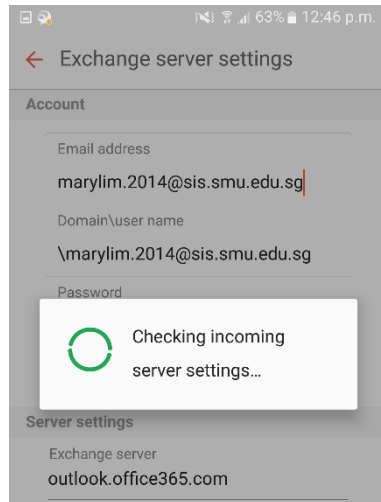 63% 12:46 p.m.
Exchange server settings
Account
Email address
marylim.2014@sis.smu.edu.sg
Domain\user name
\marylim.2014@sis.smu.edu.sg
Password
Checking incoming
server settings...
Server settings
Exchange server
outlook.office365.com